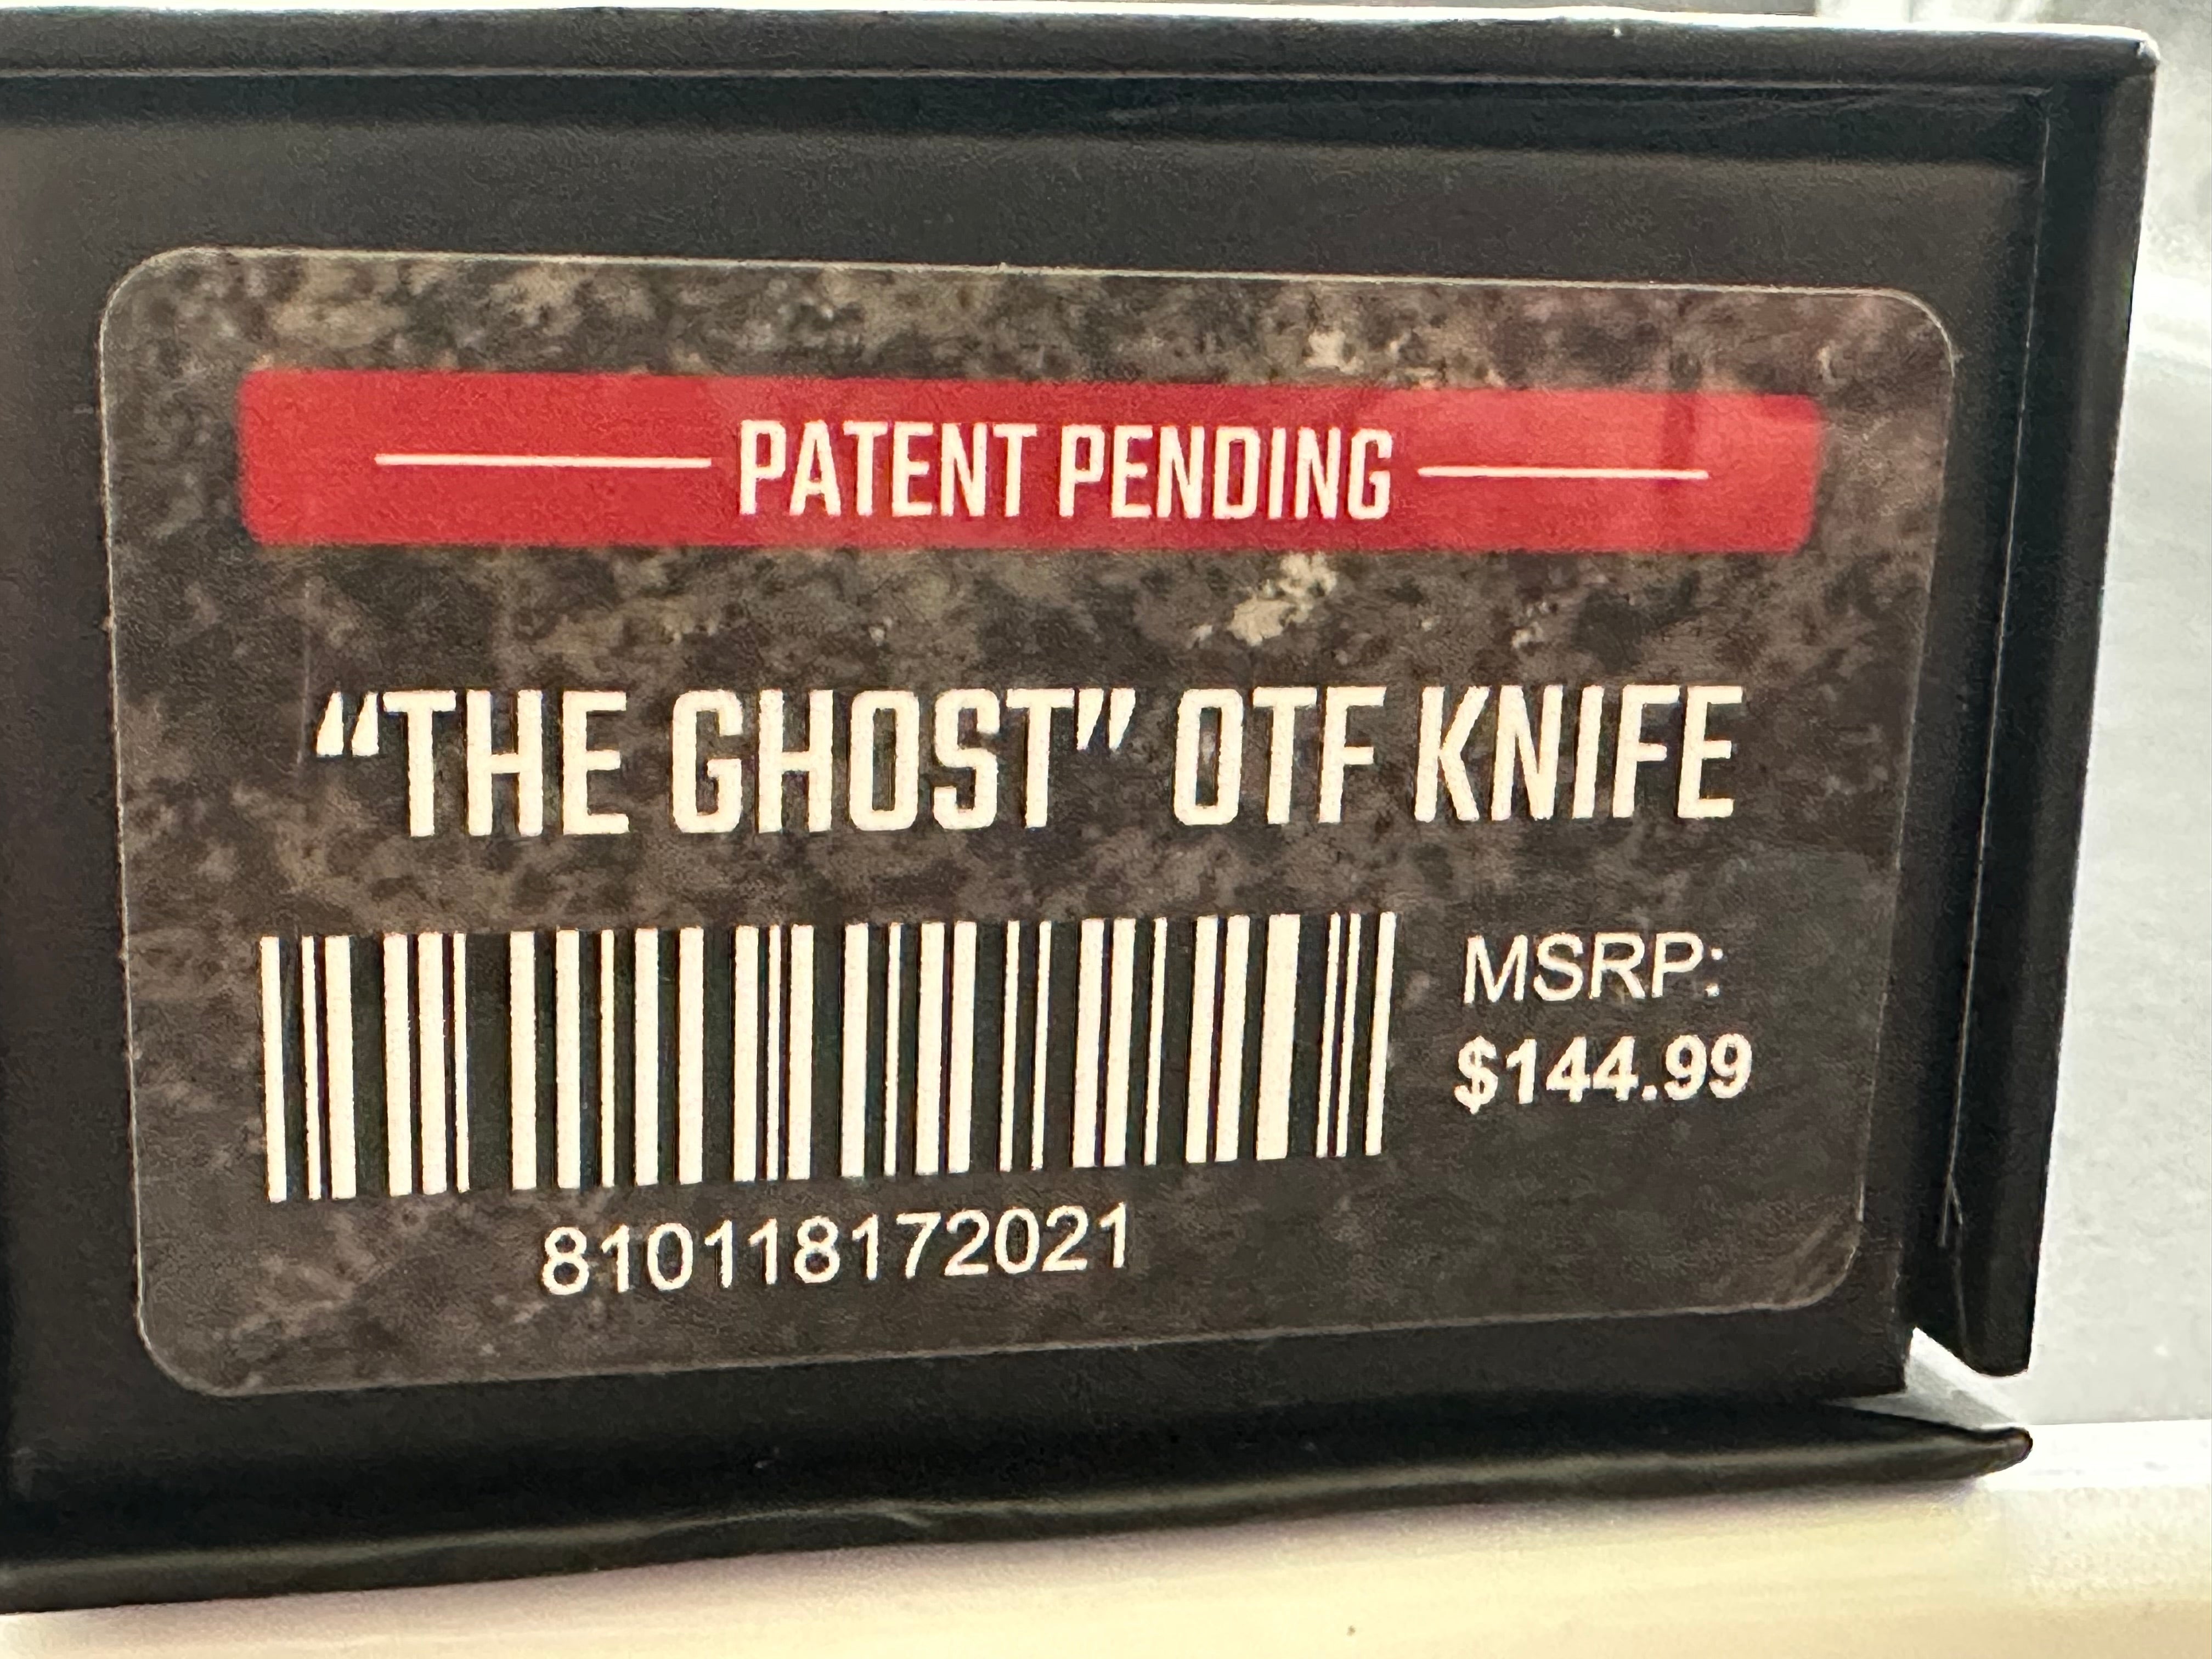 PATENT PENDING
“THE GHOST” OTF KNIFE
MSRP:
$144.99
810118172021